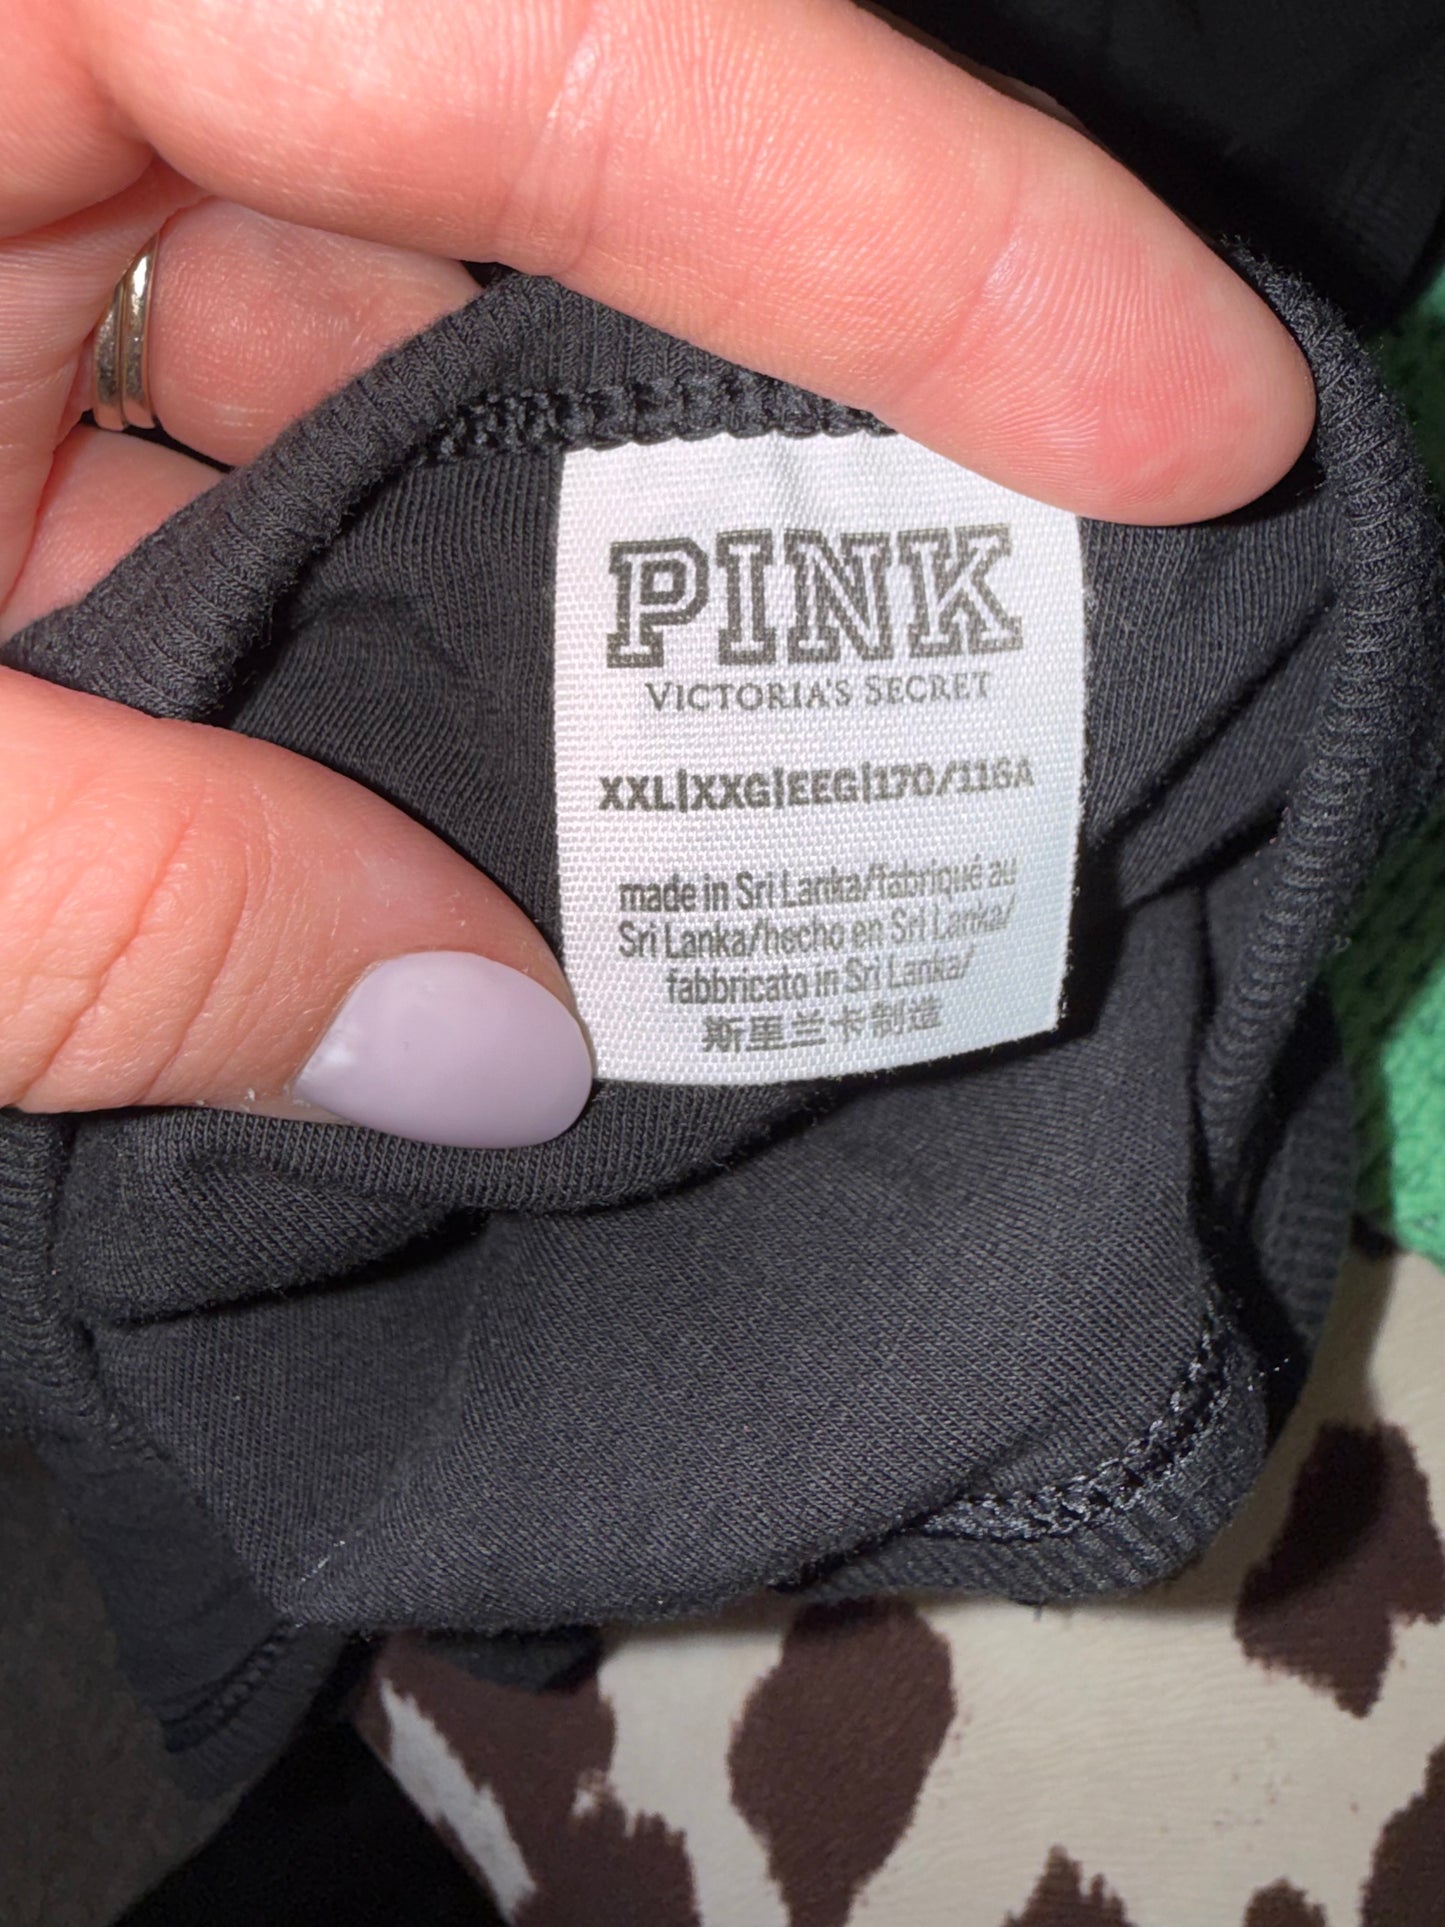 PINK
VICTORIA'S SECRET
XXL|XXG|EEG|170/116A
made in Sri Lanka/fabriqué au
Sri Lanka/hecho en Sri Lanka/
fabbricato in Sri Lanka/
斯里兰卡制造